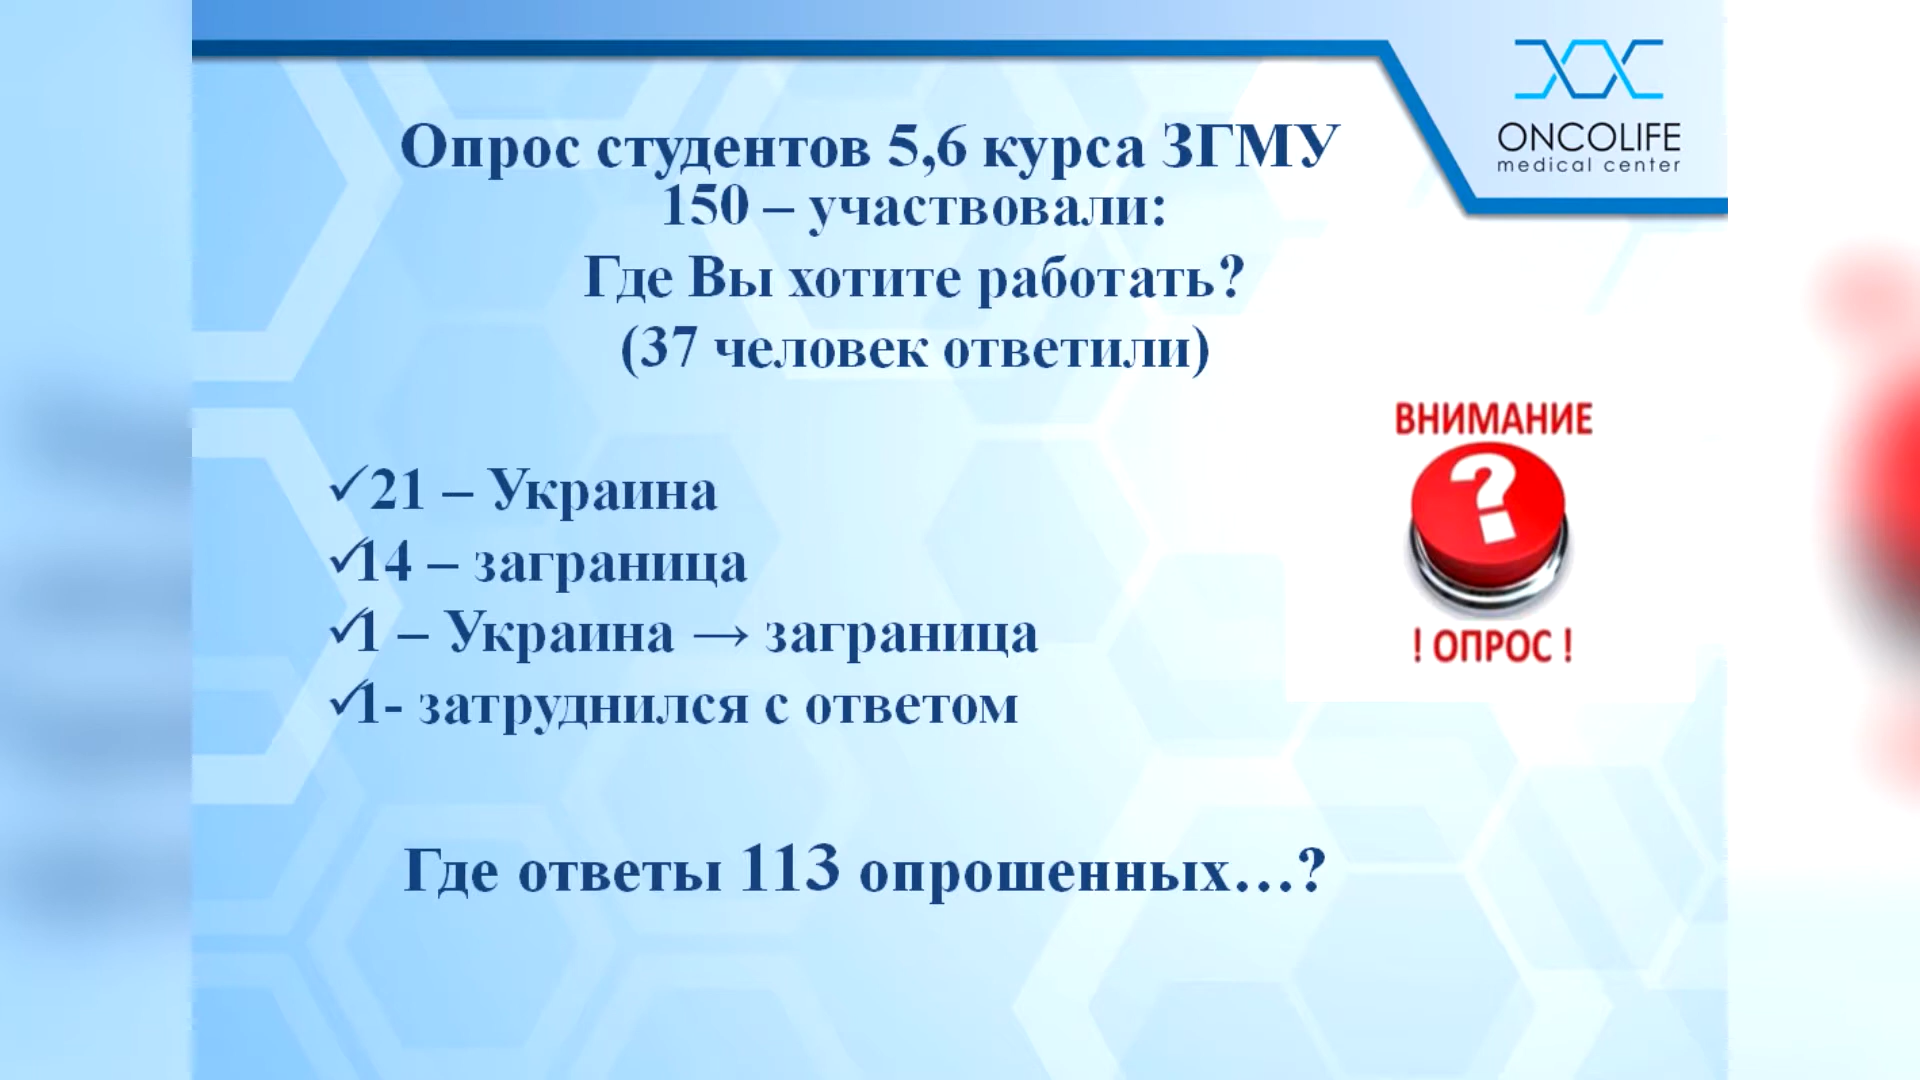 ONCOLIFE
medical center
Опрос студентов 5,6 курса ЗГМУ
150 – участвовали:
Где Вы хотите работать?
(37 человек ответили)
ВНИМАНИЕ
?
! ОПРОС !
✓21 – Украина
✓14 – заграница
✓1 – Украина → заграница
✓1- затруднился с ответом
Где ответы 113 опрошенных…?